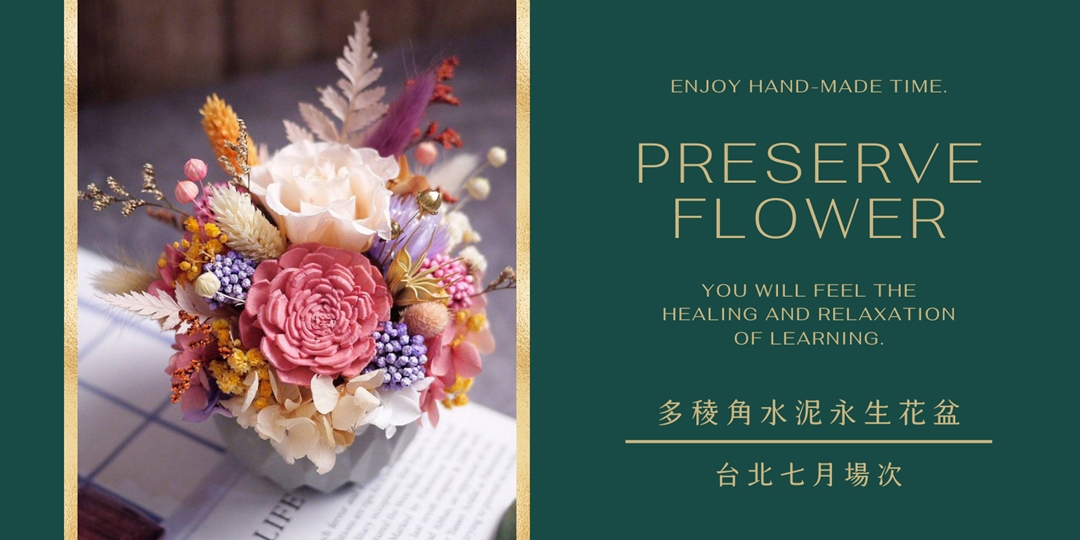 ENJOY HAND-MADE TIME.
PRESERVE
FLOWER
YOU WILL FEEL THE
HEALING AND RELAXATION
OF LEARNING.
多稜角水泥永生花盆
台北七月場次
LIFE